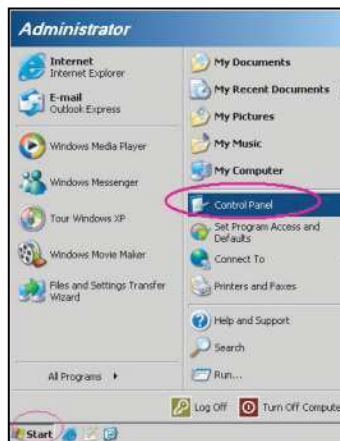 Administrator
Internet
Internet Explorer
E-mail
Outlook Express
Windows Media Player
Windows Messenger
Tour Windows XP
Windows Movie Maker
Files and Settings Transfer
Wizard
All Programs
My Documents
My Recent Documents
My Pictures
My Music
My Computer
Control Panel
Set Program Access and
Defaults
Connect To
Printers and Faxes
Help and Support
Search
Run...
Log Off
Turn Off Compute
Start